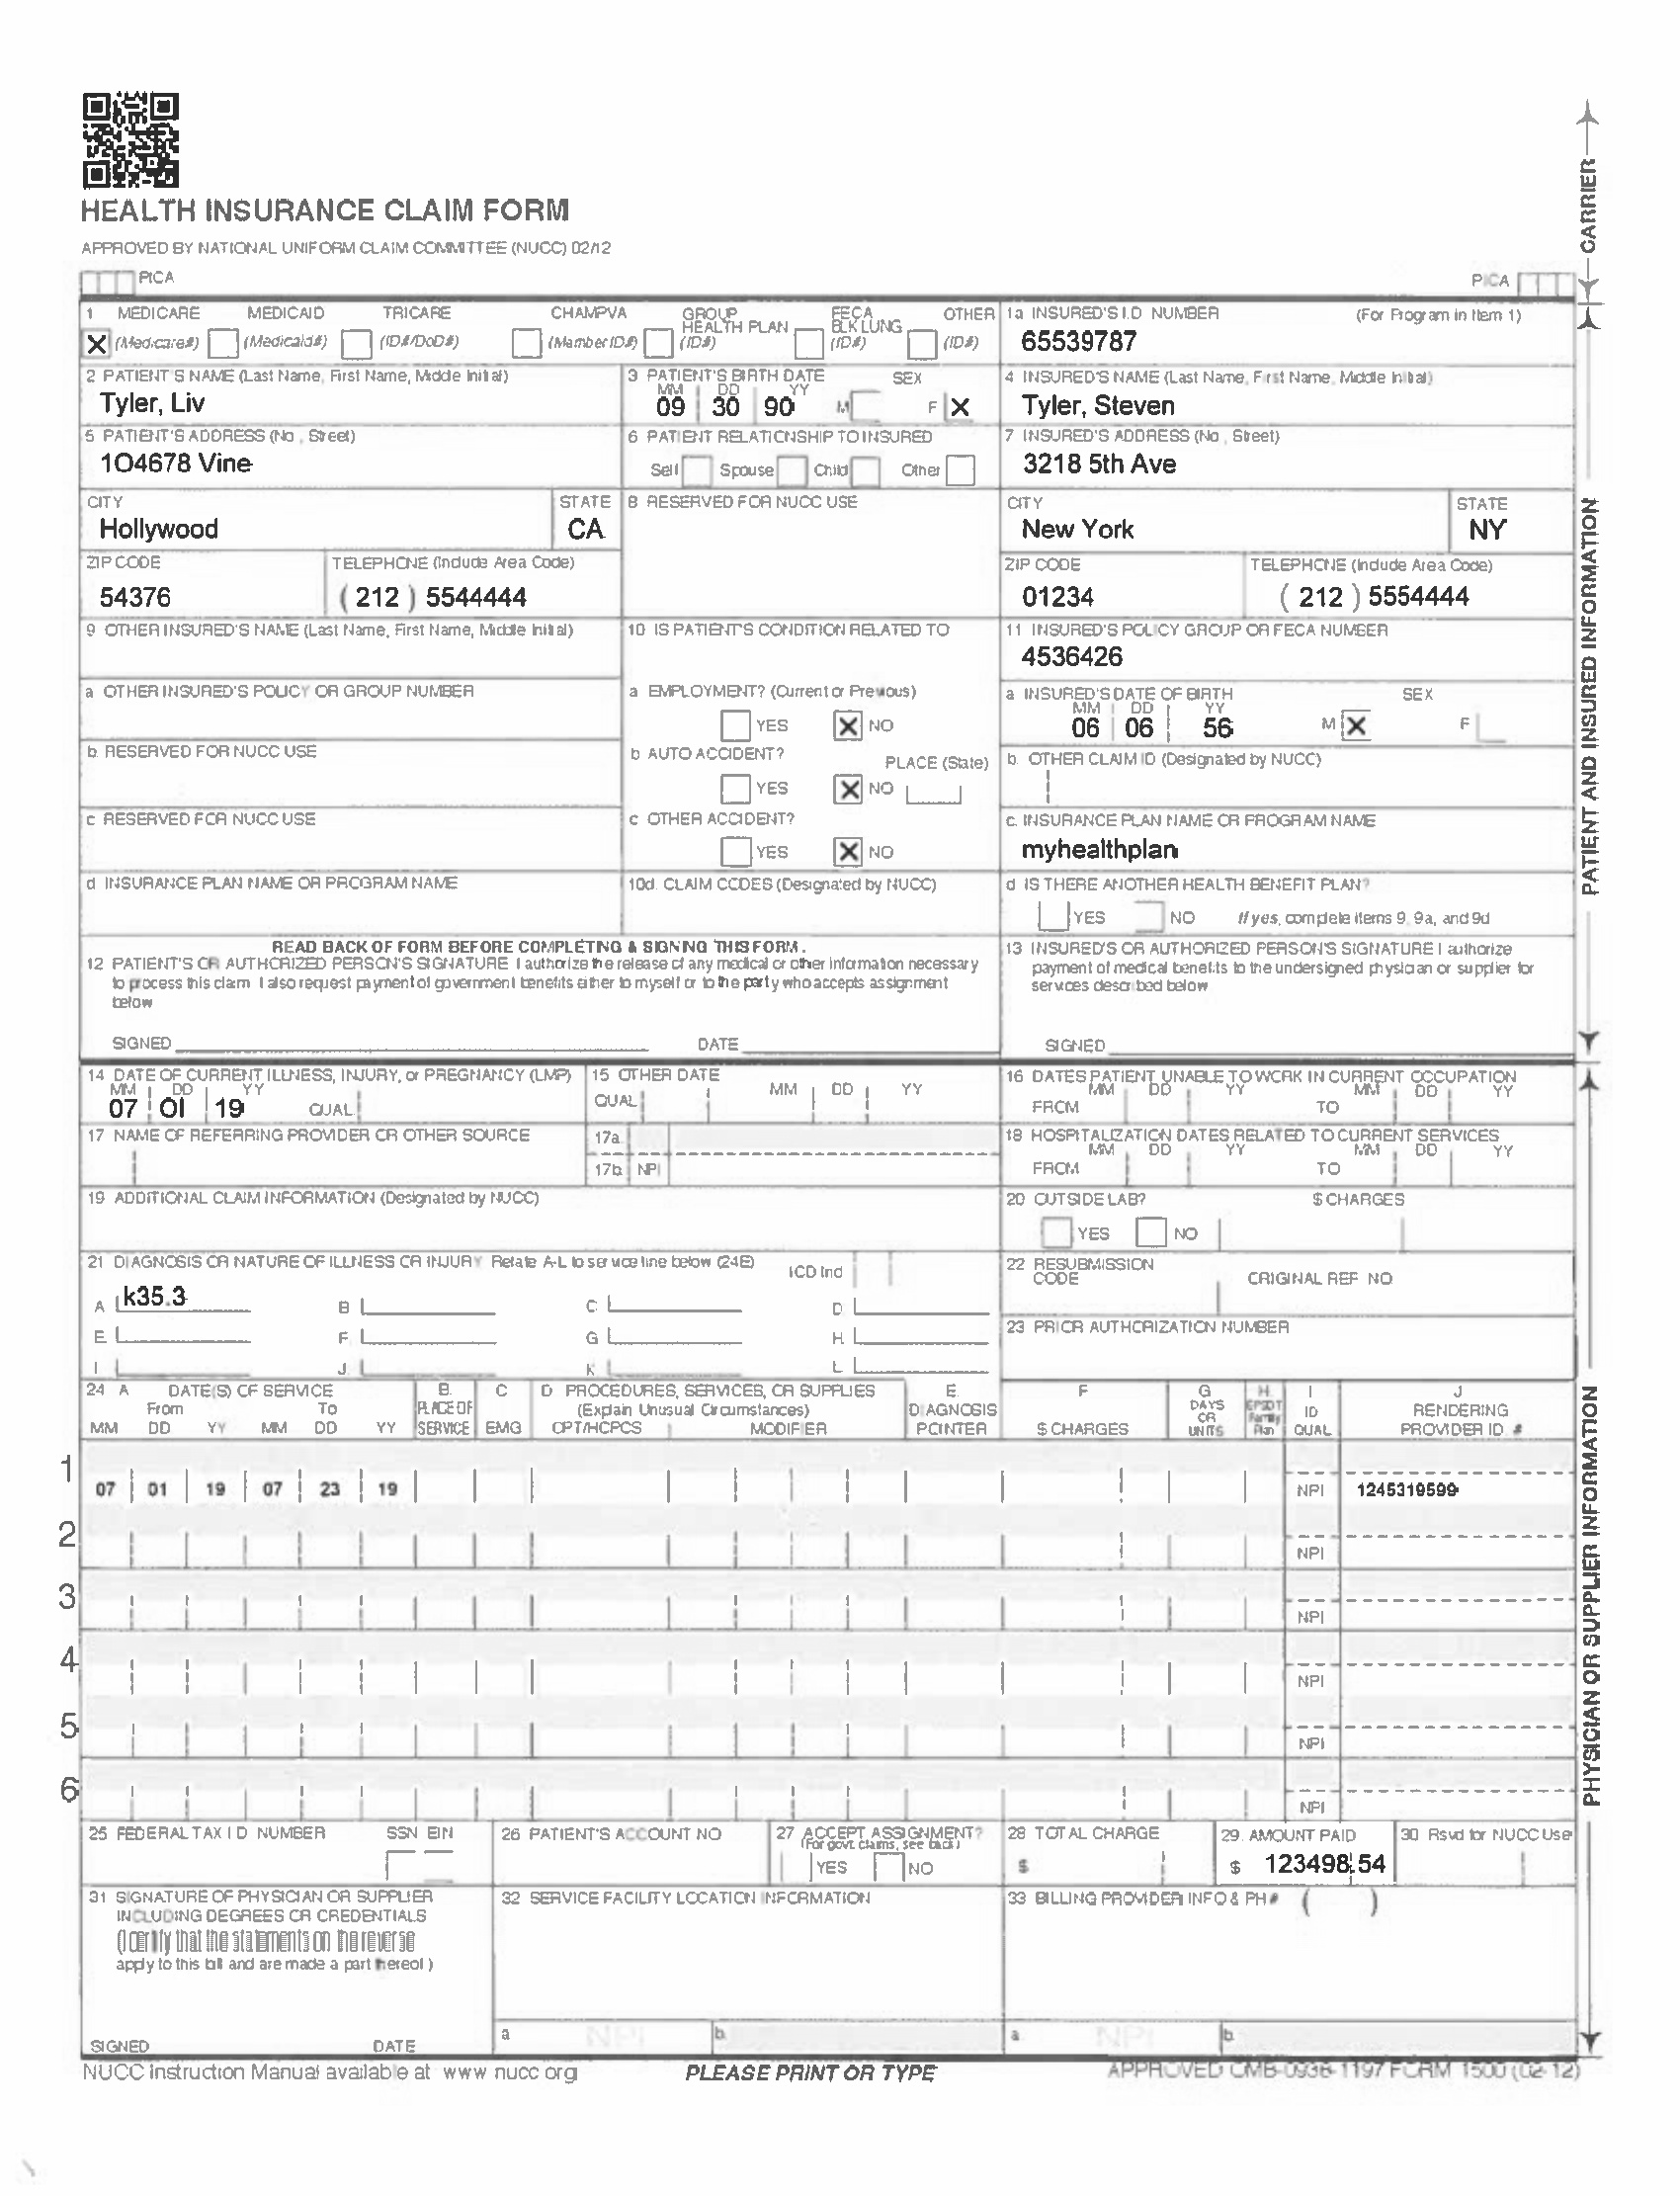 HEALTH INSURANCE CLAIM FORM
APPROVED BY NATIONAL UNIFORM CLAIM COMMITTEE (NUCC) 02/12
PICA
PICA
CARRIER
1 MEDICARE MEDICAID TRICARE CHAMPVA GROUP HEALTH PLAN FECA BLK LUNG OTHER
X (Medicare#) (Medicaid#) (ID#/DoD#) (Member ID#) (ID#) (ID#) (ID#)
1a INSURED'S I.D NUMBER (For Program in Item 1)
65539787
2 PATIENT'S NAME (Last Name, First Name, Middle Initial)
Tyler, Liv
3 PATIENT'S BIRTH DATE SEX
MM DD YY
09 30 90 M F X
4 INSURED'S NAME (Last Name, First Name, Middle Initial)
Tyler, Steven
5 PATIENT'S ADDRESS (No , Street)
1O4678 Vine
6 PATIENT RELATIONSHIP TO INSURED
Self Spouse Child Other
7 INSURED'S ADDRESS (No , Street)
3218 5th Ave
CITY STATE
Hollywood CA
8 RESERVED FOR NUCC USE
CITY STATE
New York NY
ZIP CODE TELEPHONE (Include Area Code)
54376 ( 212 ) 5544444
ZIP CODE TELEPHONE (Include Area Code)
01234 ( 212 ) 5554444
9 OTHER INSURED'S NAME (Last Name, First Name, Middle Initial)
10 IS PATIENT'S CONDITION RELATED TO
11 INSURED'S POLICY GROUP OR FECA NUMBER
4536426
a OTHER INSURED'S POLICY OR GROUP NUMBER
a EMPLOYMENT? (Current or Previous)
YES X NO
a INSURED'S DATE OF BIRTH SEX
MM DD YY
06 06 56 M X F
b RESERVED FOR NUCC USE
b AUTO ACCIDENT? PLACE (State)
YES X NO
b. OTHER CLAIM ID (Designated by NUCC)
c RESERVED FOR NUCC USE
c OTHER ACCIDENT?
YES X NO
c. INSURANCE PLAN NAME OR PROGRAM NAME
myhealthplan
d INSURANCE PLAN NAME OR PROGRAM NAME
10d. CLAIM CODES (Designated by NUCC)
d IS THERE ANOTHER HEALTH BENEFIT PLAN?
YES NO If yes, complete items 9, 9a, and 9d
READ BACK OF FORM BEFORE COMPLETING & SIGNING THIS FORM.
12 PATIENT'S OR AUTHORIZED PERSON'S SIGNATURE I authorize the release of any medical or other information necessary
to process this claim I also request payment of government benefits either to myself or to the party who accepts assignment
below
SIGNED DATE
13 INSURED'S OR AUTHORIZED PERSON'S SIGNATURE I authorize
payment of medical benefits to the undersigned physician or supplier for
services described below
SIGNED
PATIENT AND INSURED INFORMATION
14 DATE OF CURRENT ILLNESS, INJURY, or PREGNANCY (LMP)
MM DD YY
07 OI 19 QUAL
15 OTHER DATE
QUAL MM DD YY
16 DATES PATIENT UNABLE TO WORK IN CURRENT OCCUPATION
MM DD YY MM DD YY
FROM TO
17 NAME OF REFERRING PROVIDER OR OTHER SOURCE
17a
17b NPI
18 HOSPITALIZATION DATES RELATED TO CURRENT SERVICES
MM DD YY MM DD YY
FROM TO
19 ADDITIONAL CLAIM INFORMATION (Designated by NUCC)
20 OUTSIDE LAB? $ CHARGES
YES NO
21 DIAGNOSIS OR NATURE OF ILLNESS OR INJURY Relate A-L to service line below (24E) ICD Ind
A k35.3 B C D
E F G H
I J K L
22 RESUBMISSION
CODE ORIGINAL REF NO
23 PRIOR AUTHORIZATION NUMBER
24 A DATE(S) OF SERVICE B. C D PROCEDURES, SERVICES, OR SUPPLIES E. F G H. I J
From To PLACE OF (Explain Unusual Circumstances) DIAGNOSIS DAYS OR UNITS EPSDT Family Plan ID RENDERING
MM DD YY MM DD YY SERVICE EMG CPT/HCPCS MODIFIER POINTER $ CHARGES QUAL PROVIDER ID. #
1
07 01 19 07 23 19 NPI 1245319599
2
NPI
3
NPI
4
NPI
5
NPI
6
NPI
25 FEDERAL TAX I D NUMBER SSN EIN
26 PATIENT'S ACCOUNT NO
27 ACCEPT ASSIGNMENT?
(For govt. claims, see back)
YES NO
28 TOTAL CHARGE
$
29. AMOUNT PAID
$ 123498 54
30 Rsvd for NUCC Use
31 SIGNATURE OF PHYSICIAN OR SUPPLIER
INCLUDING DEGREES OR CREDENTIALS
(I certify that the statements on the reverse
apply to this bill and are made a part thereof )
SIGNED DATE
32 SERVICE FACILITY LOCATION INFORMATION
a NPI b.
33 BILLING PROVIDER INFO & PH # ( )
a. NPI b.
PHYSICIAN OR SUPPLIER INFORMATION
NUCC Instruction Manual available at www nucc org
PLEASE PRINT OR TYPE
APPROVED OMB-0938-1197 FORM 1500 (02-12)